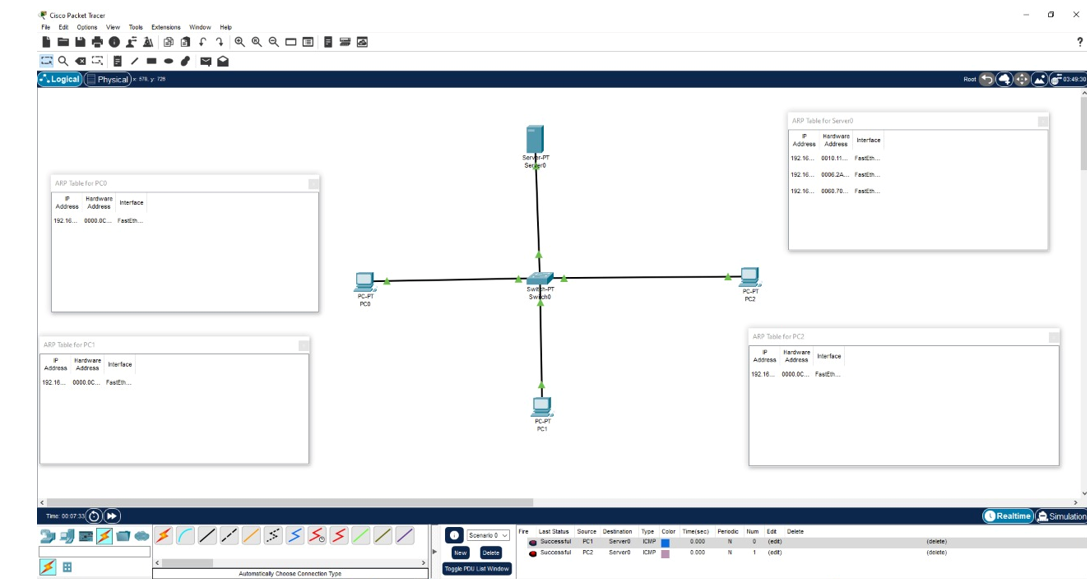 Cisco Packet Tracer
File Edit Options View Tools Extensions Window Help
?
Logical Physical x: 578, y: 728
Root 03:49:30
ARP Table for Server0
IP Address Hardware Address Interface
192.16... 0010.11... FastEth...
192.16... 0006.2A... FastEth...
192.16... 0060.70... FastEth...
Server-PT
Server0
ARP Table for PC0
IP Address Hardware Address Interface
192.16... 0000.0C... FastEth...
PC-PT
PC0
Switch-PT
Switch0
PC-PT
PC2
ARP Table for PC1
IP Address Hardware Address Interface
192.16... 0000.0C... FastEth...
ARP Table for PC2
IP Address Hardware Address Interface
192.16... 0000.0C... FastEth...
PC-PT
PC1
Time: 00:07:33
Realtime Simulation
Scenario 0
New Delete
Toggle PDU List Window
Fire Last Status Source Destination Type Color Time(sec) Periodic Num Edit Delete
Successful PC1 Server0 ICMP 0.000 N 0 (edit) (delete)
Successful PC2 Server0 ICMP 0.000 N 1 (edit) (delete)
Automatically Choose Connection Type